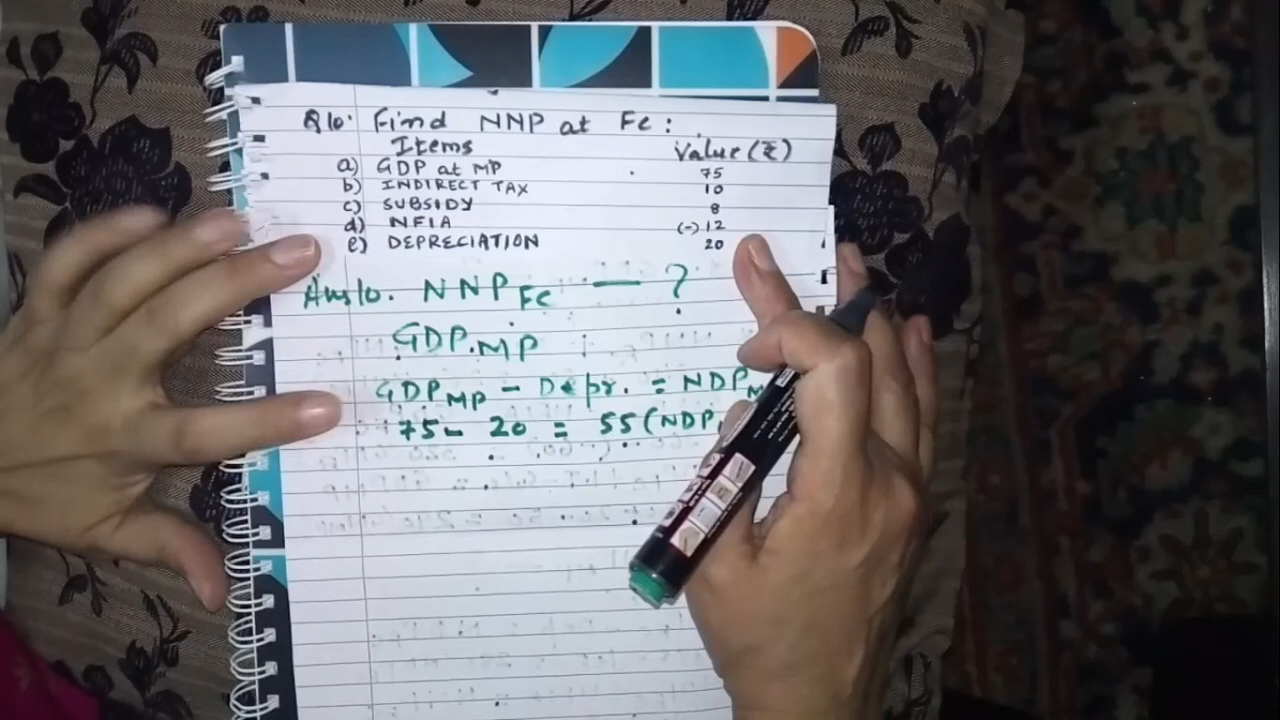 Q10. Find NNP at FC:
Items Value (₹)
a) GDP at MP 75
b) INDIRECT TAX 10
c) SUBSIDY 8
d) NFIA (-) 12
e) DEPRECIATION 20
Ans10. NNP FC — ?
GDP MP
GDP MP - Depr. = NDP M
75 - 20 = 55 (NDP